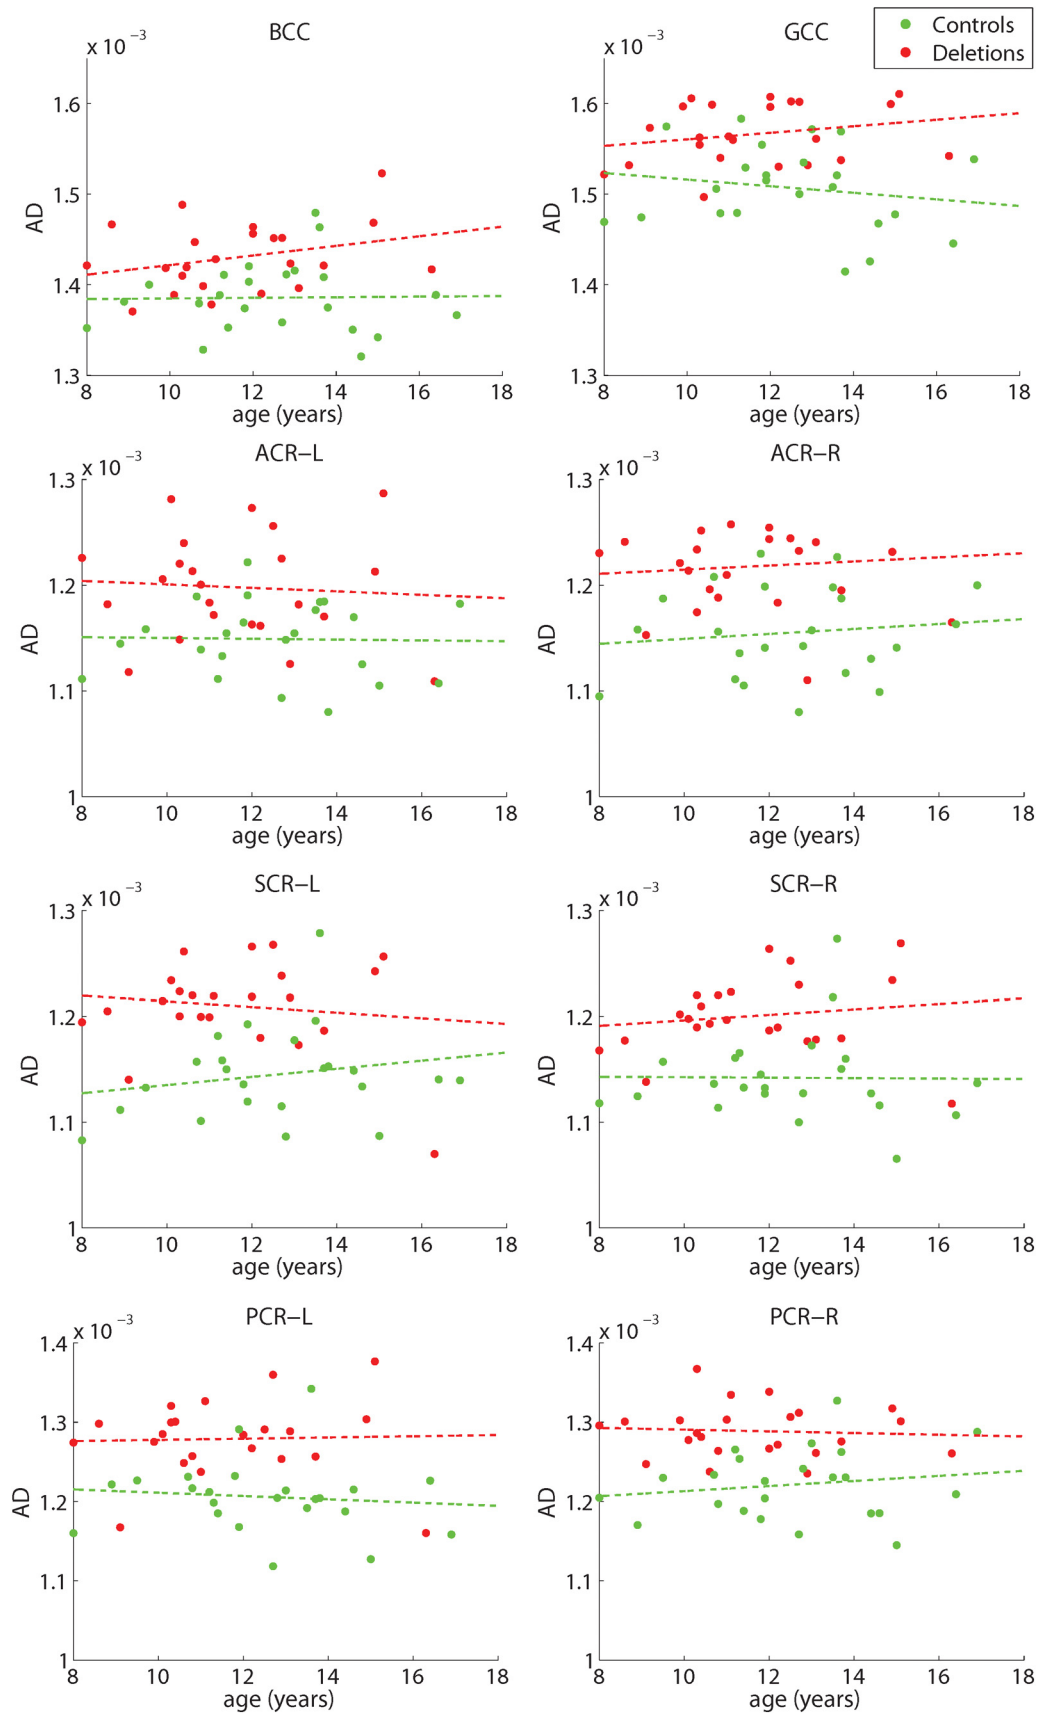 BCC
GCC
Controls
Deletions
x 10 −3
1.6
1.5
1.4
1.3
AD
8 10 12 14 16 18
age (years)
x 10 −3
1.6
1.5
1.4
1.3
AD
8 10 12 14 16 18
age (years)
ACR−L
x 10 −3
1.3
1.2
1.1
1
AD
8 10 12 14 16 18
age (years)
ACR−R
x 10 −3
1.3
1.2
1.1
1
AD
8 10 12 14 16 18
age (years)
SCR−L
x 10 −3
1.3
1.2
1.1
1
AD
8 10 12 14 16 18
age (years)
SCR−R
x 10 −3
1.3
1.2
1.1
1
AD
8 10 12 14 16 18
age (years)
PCR−L
x 10 −3
1.4
1.3
1.2
1.1
1
AD
8 10 12 14 16 18
age (years)
PCR−R
x 10 −3
1.4
1.3
1.2
1.1
1
AD
8 10 12 14 16 18
age (years)